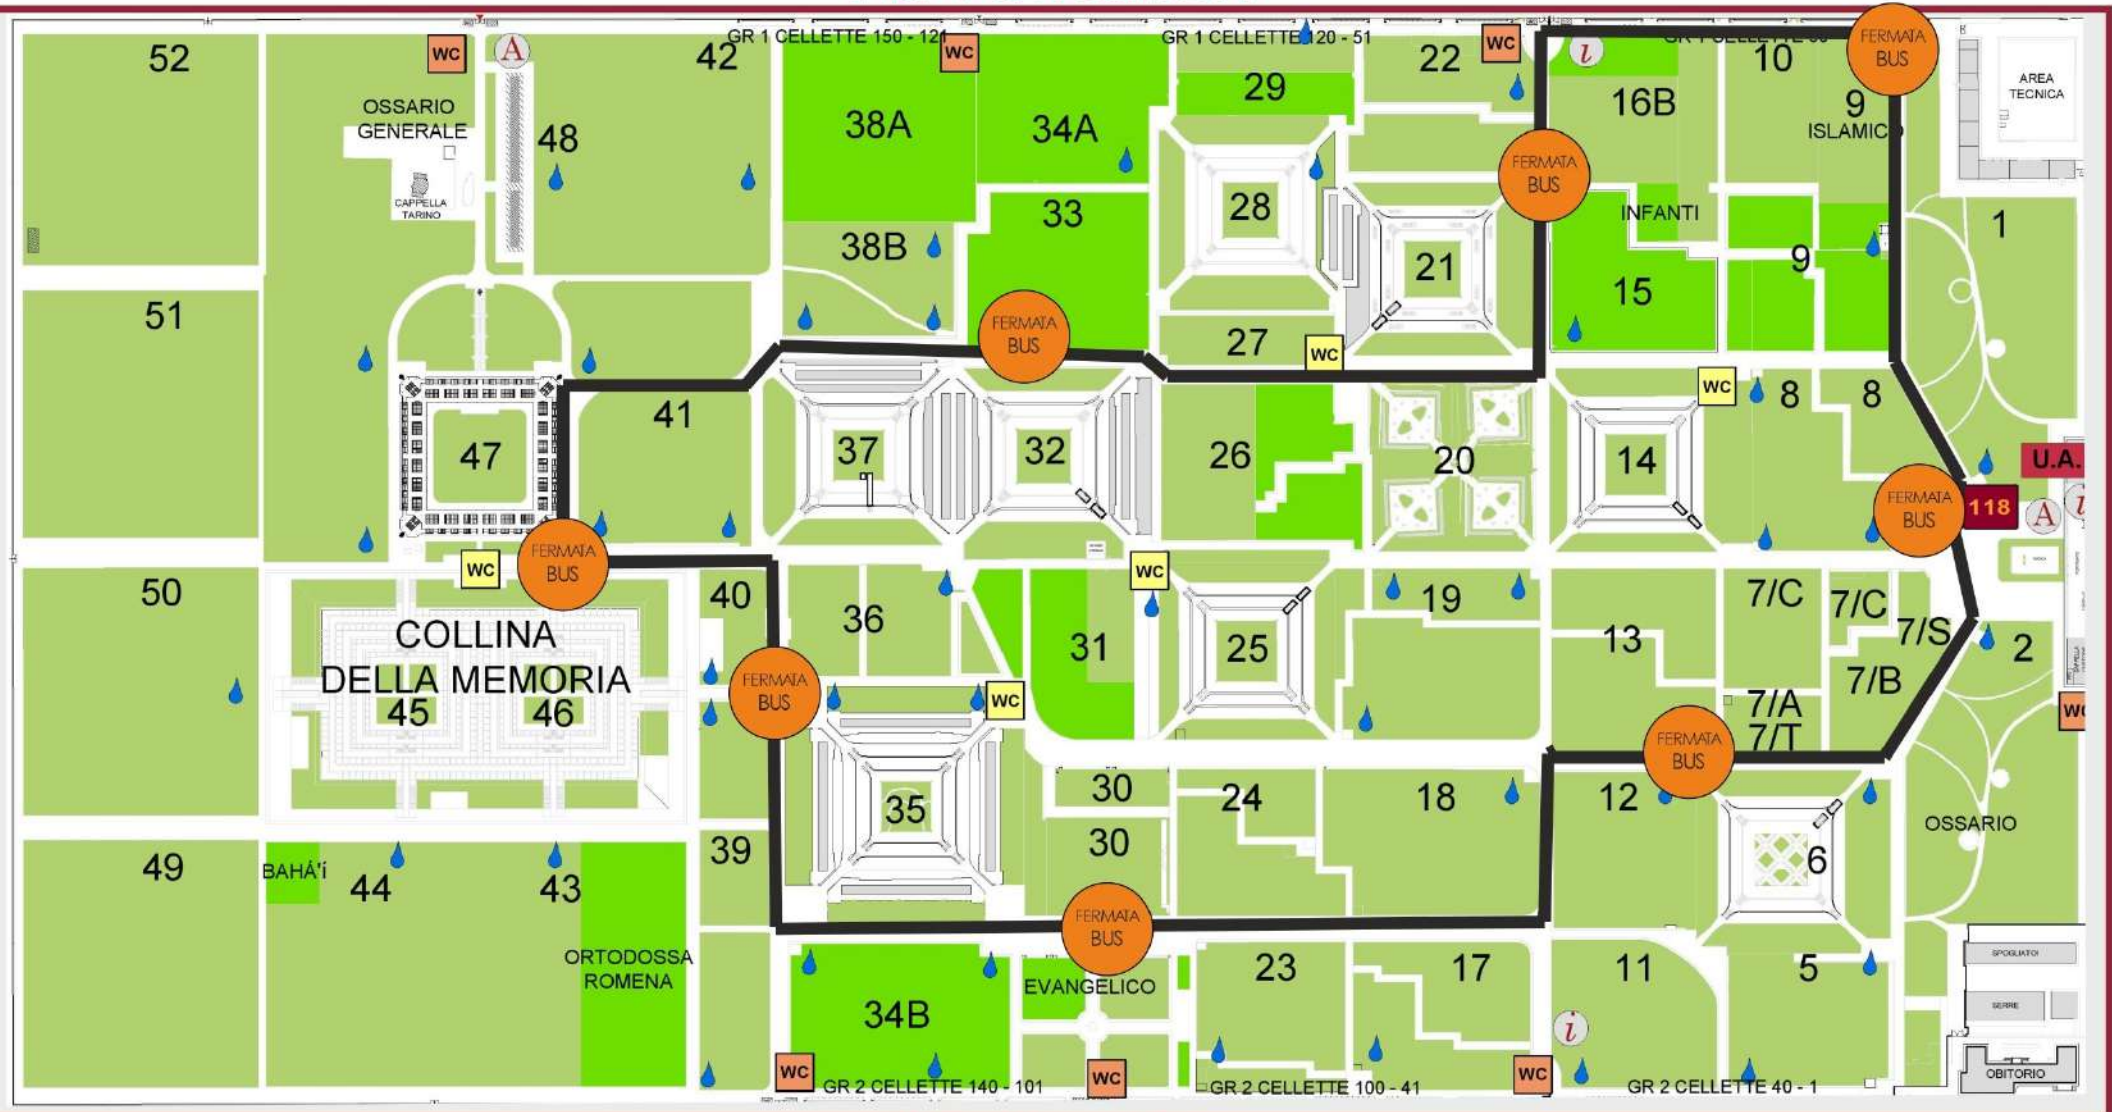 GR 1 CELLETTE 150 - 121
GR 1 CELLETTE 120 - 51
52
WC
A
42
WC
22
WC
i
10
FERMATA
BUS
AREA
TECNICA
OSSARIO
GENERALE
48
38A
34A
29
16B
9
ISLAMICO
CAPPELLA
TARINO
FERMATA
BUS
28
33
INFANTI
1
38B
21
9
51
15
FERMATA
BUS
27
WC
41
WC
8
8
47
37
32
26
20
14
U.A.
FERMATA
BUS
118
A
i
WC
FERMATA
BUS
WC
50
40
36
19
7/C
7/C
COLLINA
DELLA MEMORIA
31
25
13
7/S
2
45
46
FERMATA
BUS
WC
7/B
7/A
7/T
WC
FERMATA
BUS
30
24
18
12
35
OSSARIO
49
BAHÁ'i
44
43
39
30
6
FERMATA
BUS
ORTODOSSA
ROMENA
EVANGELICO
23
17
11
5
SPOGLIATOI
34B
SERRE
i
WC
WC
WC
OBITORIO
GR 2 CELLETTE 140 - 101
GR 2 CELLETTE 100 - 41
GR 2 CELLETTE 40 - 1